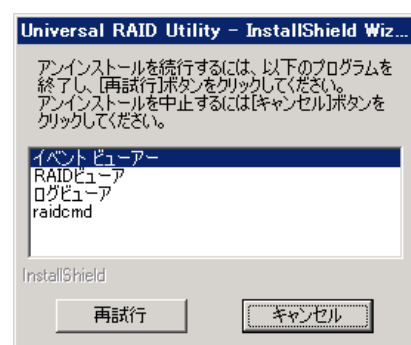 Universal RAID Utility - InstallShield Wiz...
アンインストールを続行するには、以下のプログラムを
終了し、[再試行]ボタンをクリックしてください。
アンインストールを中止するには[キャンセル]ボタンを
クリックしてください。
イベント ビューアー
RAIDビューア
ログビューア
raidcmd
InstallShield
再試行
キャンセル